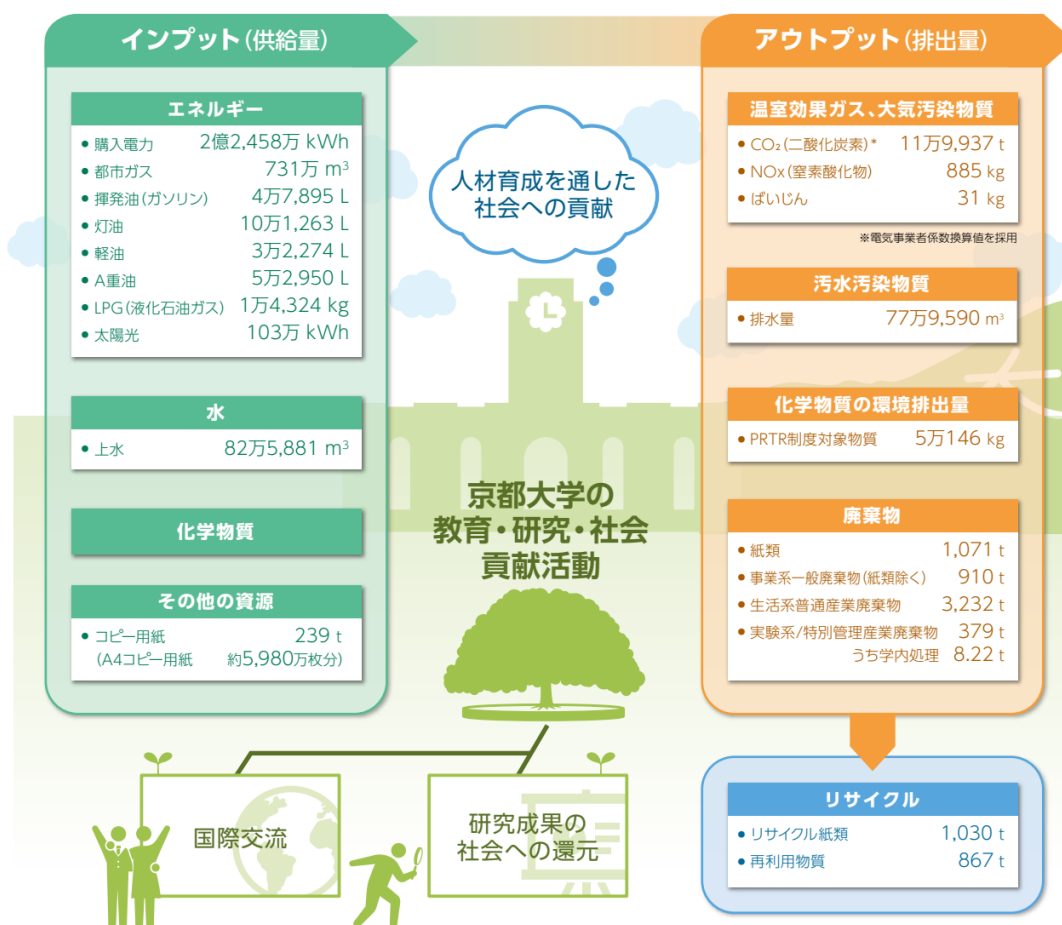 インプット(供給量)
エネルギー
• 購入電力 2億2,458万 kWh
• 都市ガス 731万 m³
• 揮発油(ガソリン) 4万7,895 L
• 灯油 10万1,263 L
• 軽油 3万2,274 L
• A重油 5万2,950 L
• LPG(液化石油ガス) 1万4,324 kg
• 太陽光 103万 kWh
水
• 上水 82万5,881 m³
化学物質
その他の資源
• コピー用紙 239 t
(A4コピー用紙 約5,980万枚分)
人材育成を通した
社会への貢献
京都大学の
教育・研究・社会
貢献活動
国際交流
研究成果の
社会への還元
アウトプット(排出量)
温室効果ガス、大気汚染物質
• CO₂(二酸化炭素)* 11万9,937 t
• NOx(窒素酸化物) 885 kg
• ばいじん 31 kg
※電気事業者係数換算値を採用
汚水汚染物質
• 排水量 77万9,590 m³
化学物質の環境排出量
• PRTR制度対象物質 5万146 kg
廃棄物
• 紙類 1,071 t
• 事業系一般廃棄物(紙類除く) 910 t
• 生活系普通産業廃棄物 3,232 t
• 実験系/特別管理産業廃棄物 379 t
うち学内処理 8.22 t
リサイクル
• リサイクル紙類 1,030 t
• 再利用物質 867 t